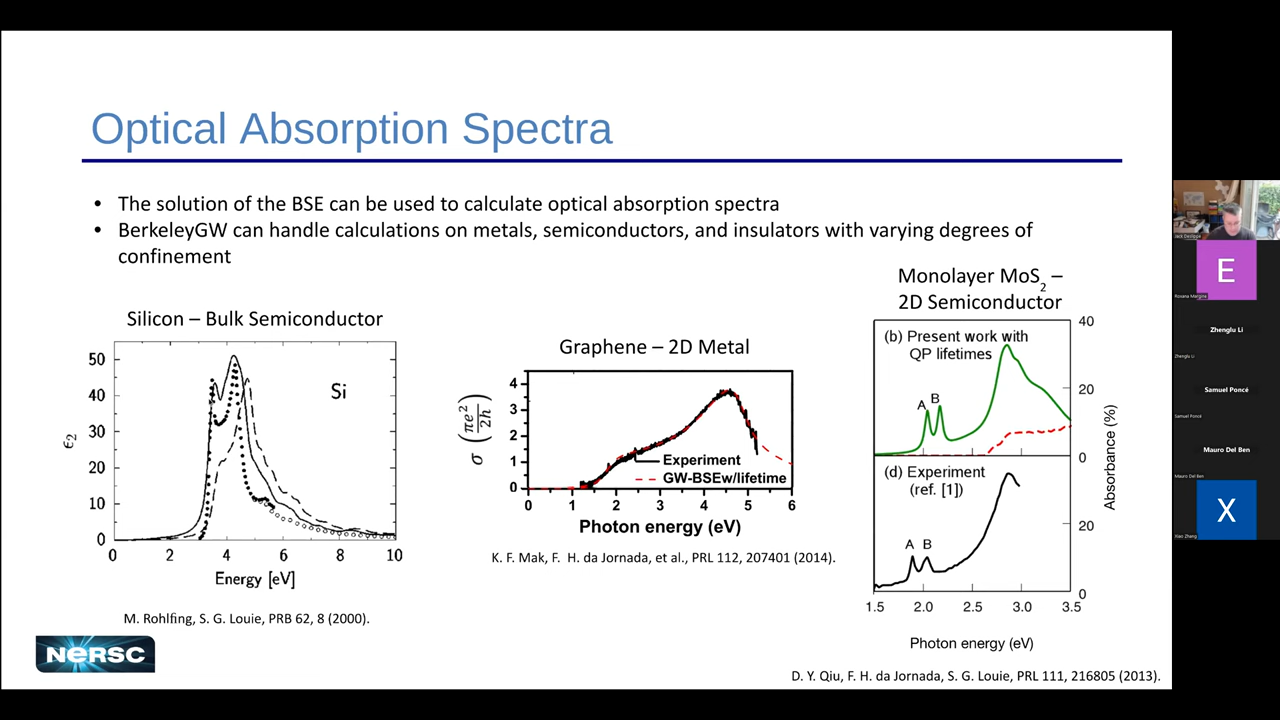 Optical Absorption Spectra
• The solution of the BSE can be used to calculate optical absorption spectra
• BerkeleyGW can handle calculations on metals, semiconductors, and insulators with varying degrees of
confinement
Silicon – Bulk Semiconductor
Si
ϵ2
50
40
30
20
10
0
0 2 4 6 8 10
Energy [eV]
M. Rohlfing, S. G. Louie, PRB 62, 8 (2000).
Graphene – 2D Metal
σ (πe²/2h)
4
3
2
1
0
Experiment
GW-BSEw/lifetime
0 1 2 3 4 5 6
Photon energy (eV)
K. F. Mak, F. H. da Jornada, et al., PRL 112, 207401 (2014).
Monolayer MoS2 –
2D Semiconductor
(b) Present work with
QP lifetimes
A B
40
20
0
(d) Experiment
(ref. [1])
A B
20
0
Absorbance (%)
1.5 2.0 2.5 3.0 3.5
Photon energy (eV)
D. Y. Qiu, F. H. da Jornada, S. G. Louie, PRL 111, 216805 (2013).
NERSC
E
Zhenglu Li
Zhenglu Li
Samuel Poncé
Samuel Poncé
Mauro Del Ben
Mauro Del Ben
X
Xiao Zhang